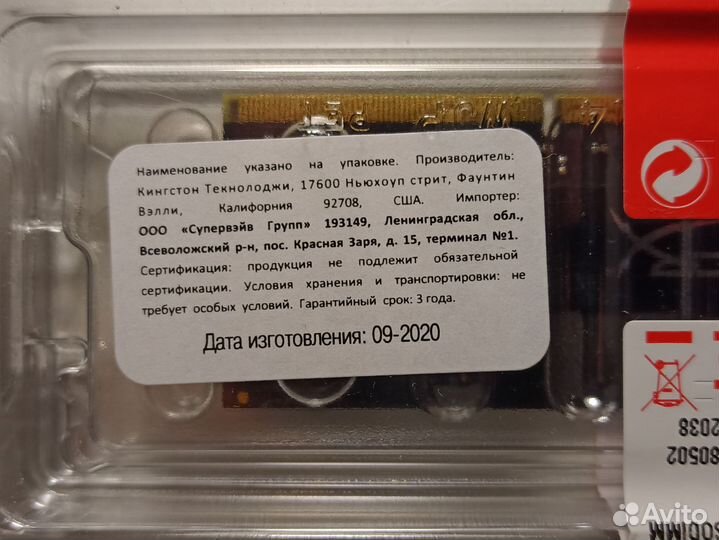 Наименование указано на упаковке. Производитель:
Кингстон Текнолоджи, 17600 Ньюхоуп стрит, Фаунтин
Вэлли, Калифорния 92708, США. Импортер:
ООО «Супервэйв Групп» 193149, Ленинградская обл.,
Всеволожский р-н, пос. Красная Заря, д. 15, терминал №1.
Сертификация: продукция не подлежит обязательной
сертификации. Условия хранения и транспортировки: не
требует особых условий. Гарантийный срок: 3 года.
Дата изготовления: 09-2020
2038
80502
SODIMM
Avito